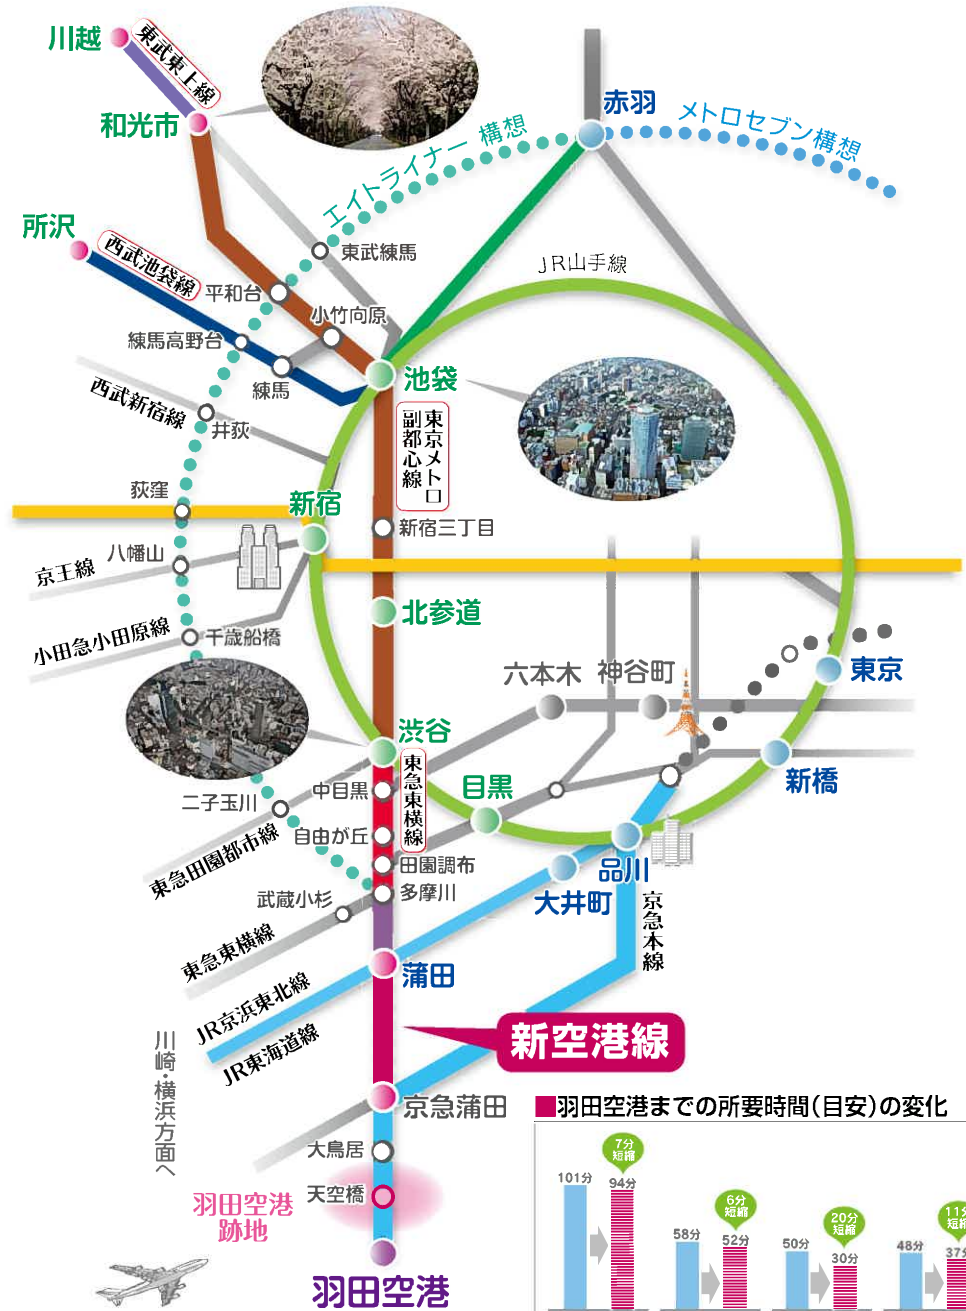 川越
東武東上線
和光市
赤羽
メトロセブン構想
エイトライナー 構想
所沢
西武池袋線
東武練馬
JR山手線
平和台
小竹向原
練馬高野台
練馬
池袋
西武新宿線
井荻
東京メトロ
副都心線
荻窪
新宿
新宿三丁目
八幡山
京王線
北参道
小田急小田原線
千歳船橋
六本木
神谷町
東京
渋谷
東急東横線
新橋
目黒
二子玉川
中目黒
自由が丘
東急田園都市線
田園調布
品川
大井町
武蔵小杉
多摩川
京急本線
東急東横線
蒲田
JR京浜東北線
JR東海道線
新空港線
川崎・横浜方面へ
京急蒲田
■羽田空港までの所要時間(目安)の変化
大鳥居
天空橋
羽田空港
跡地
羽田空港
7分
短縮
101分
94分
6分
短縮
58分
52分
20分
短縮
50分
30分
11分
短縮
48分
37分